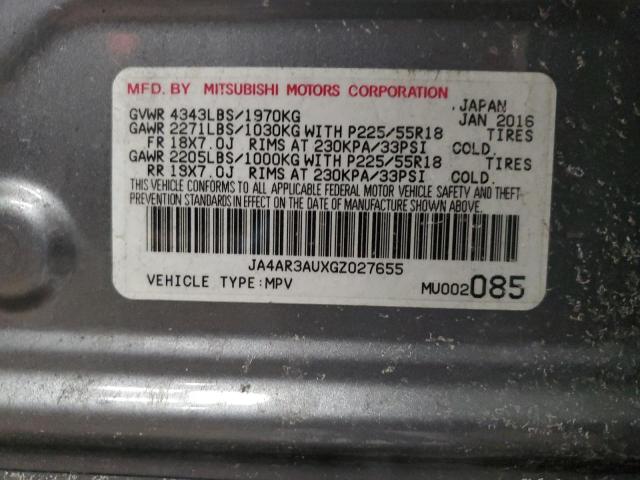 MFD. BY MITSUBISHI MOTORS CORPORATION
JAPAN
GVWR 4343LBS/1970KG JAN 2016
GAWR 2271LBS/1030KG WITH P225/55R18 TIRES
FR 18X7.0J RIMS AT 230KPA/33PSI COLD.
GAWR 2205LBS/1000KG WITH P225/55R18 TIRES
RR 18X7.0J RIMS AT 230KPA/33PSI COLD.
THIS VEHICLE CONFORMS TO ALL APPLICABLE FEDERAL MOTOR VEHICLE SAFETY AND THEFT
PREVENTION STANDARDS IN EFFECT ON THE DATE OF MANUFACTURE SHOWN ABOVE.
JA4AR3AUXGZ027655
VEHICLE TYPE:MPV MU002085